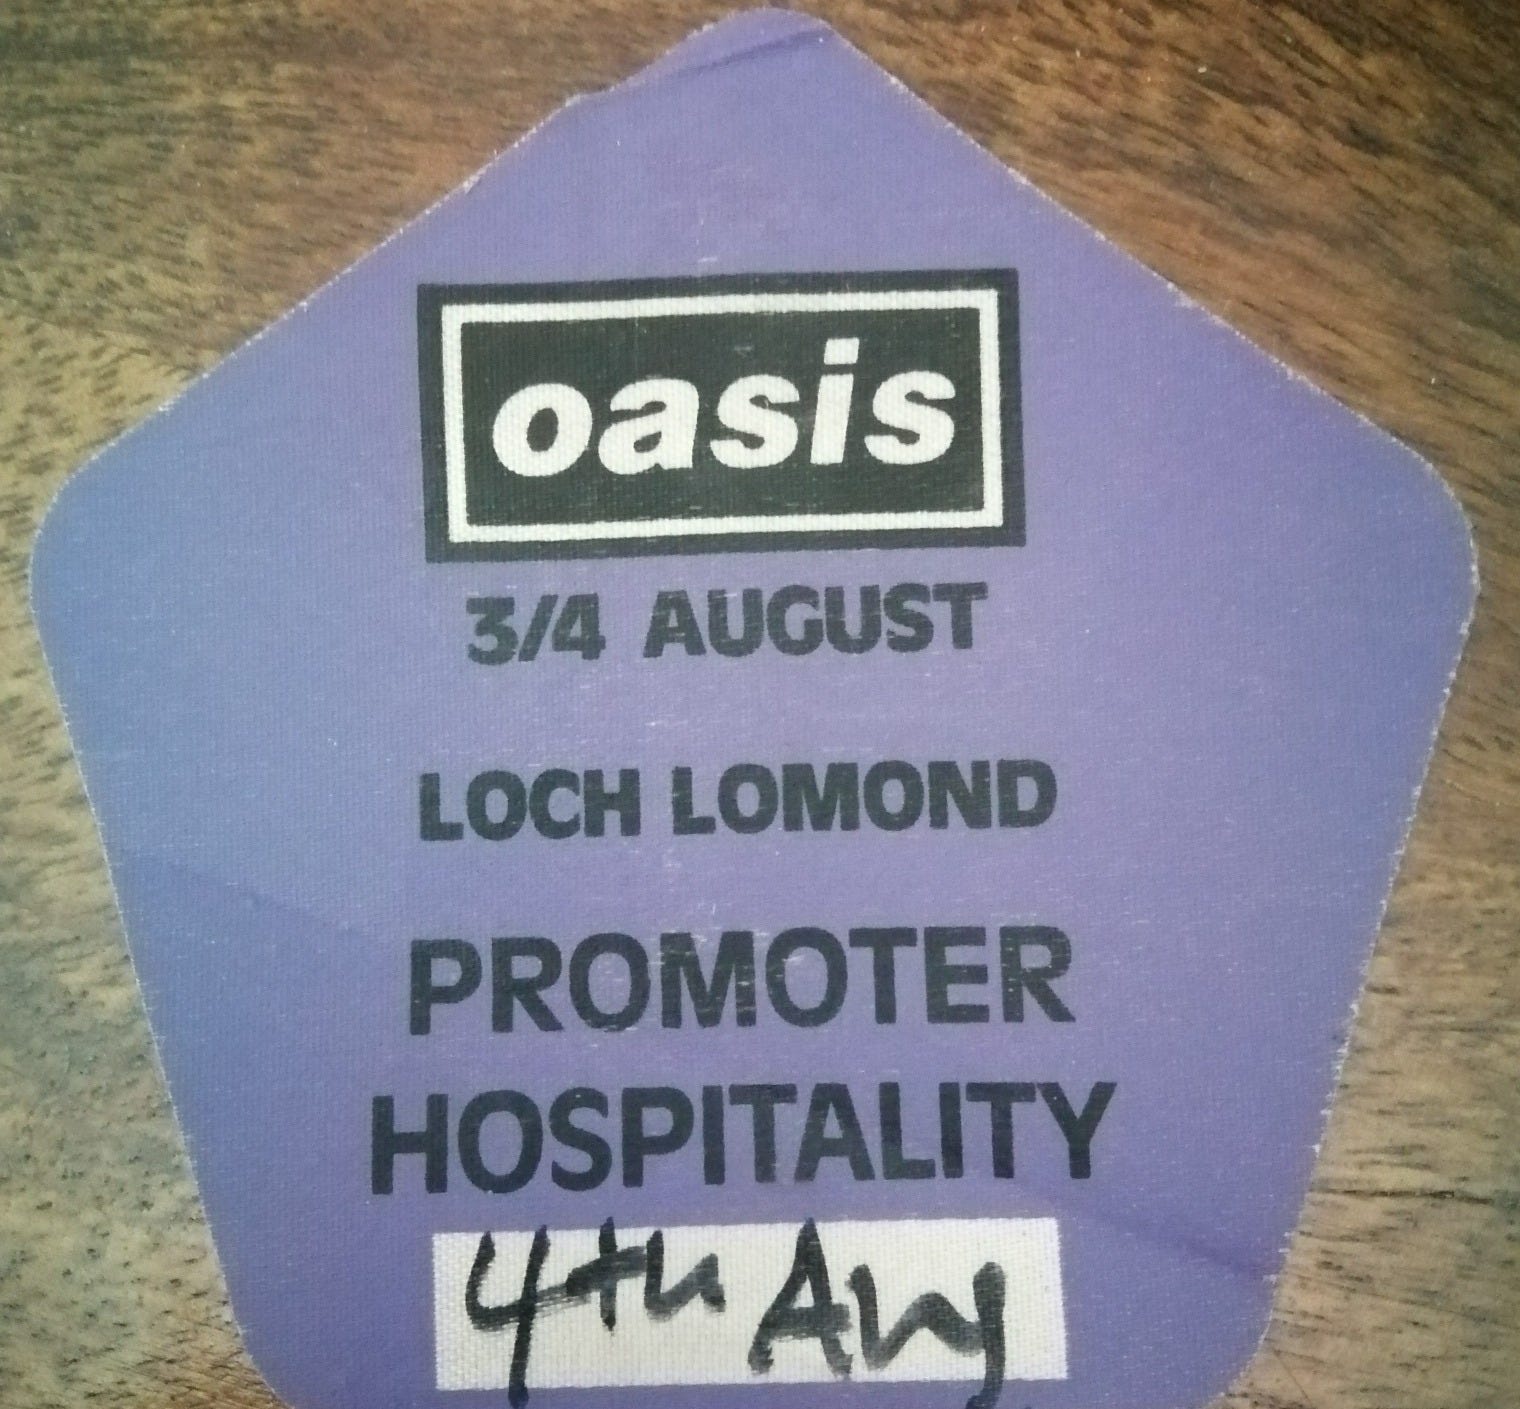 oasis
3/4 AUGUST
LOCH LOMOND
PROMOTER
HOSPITALITY
4th Aug